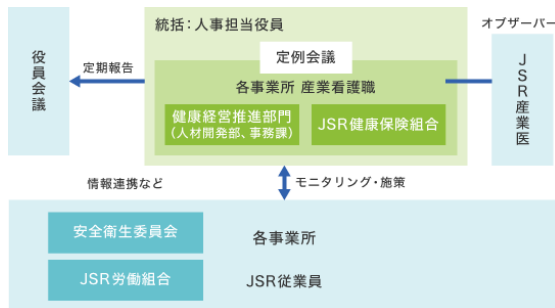 統括：人事担当役員
オブザーバー
役員会議
定期報告
定例会議
各事業所 産業看護職
健康経営推進部門
（人材開発部、事務課）
JSR健康保険組合
JSR産業医
情報連携など
モニタリング・施策
安全衛生委員会
各事業所
JSR労働組合
JSR従業員